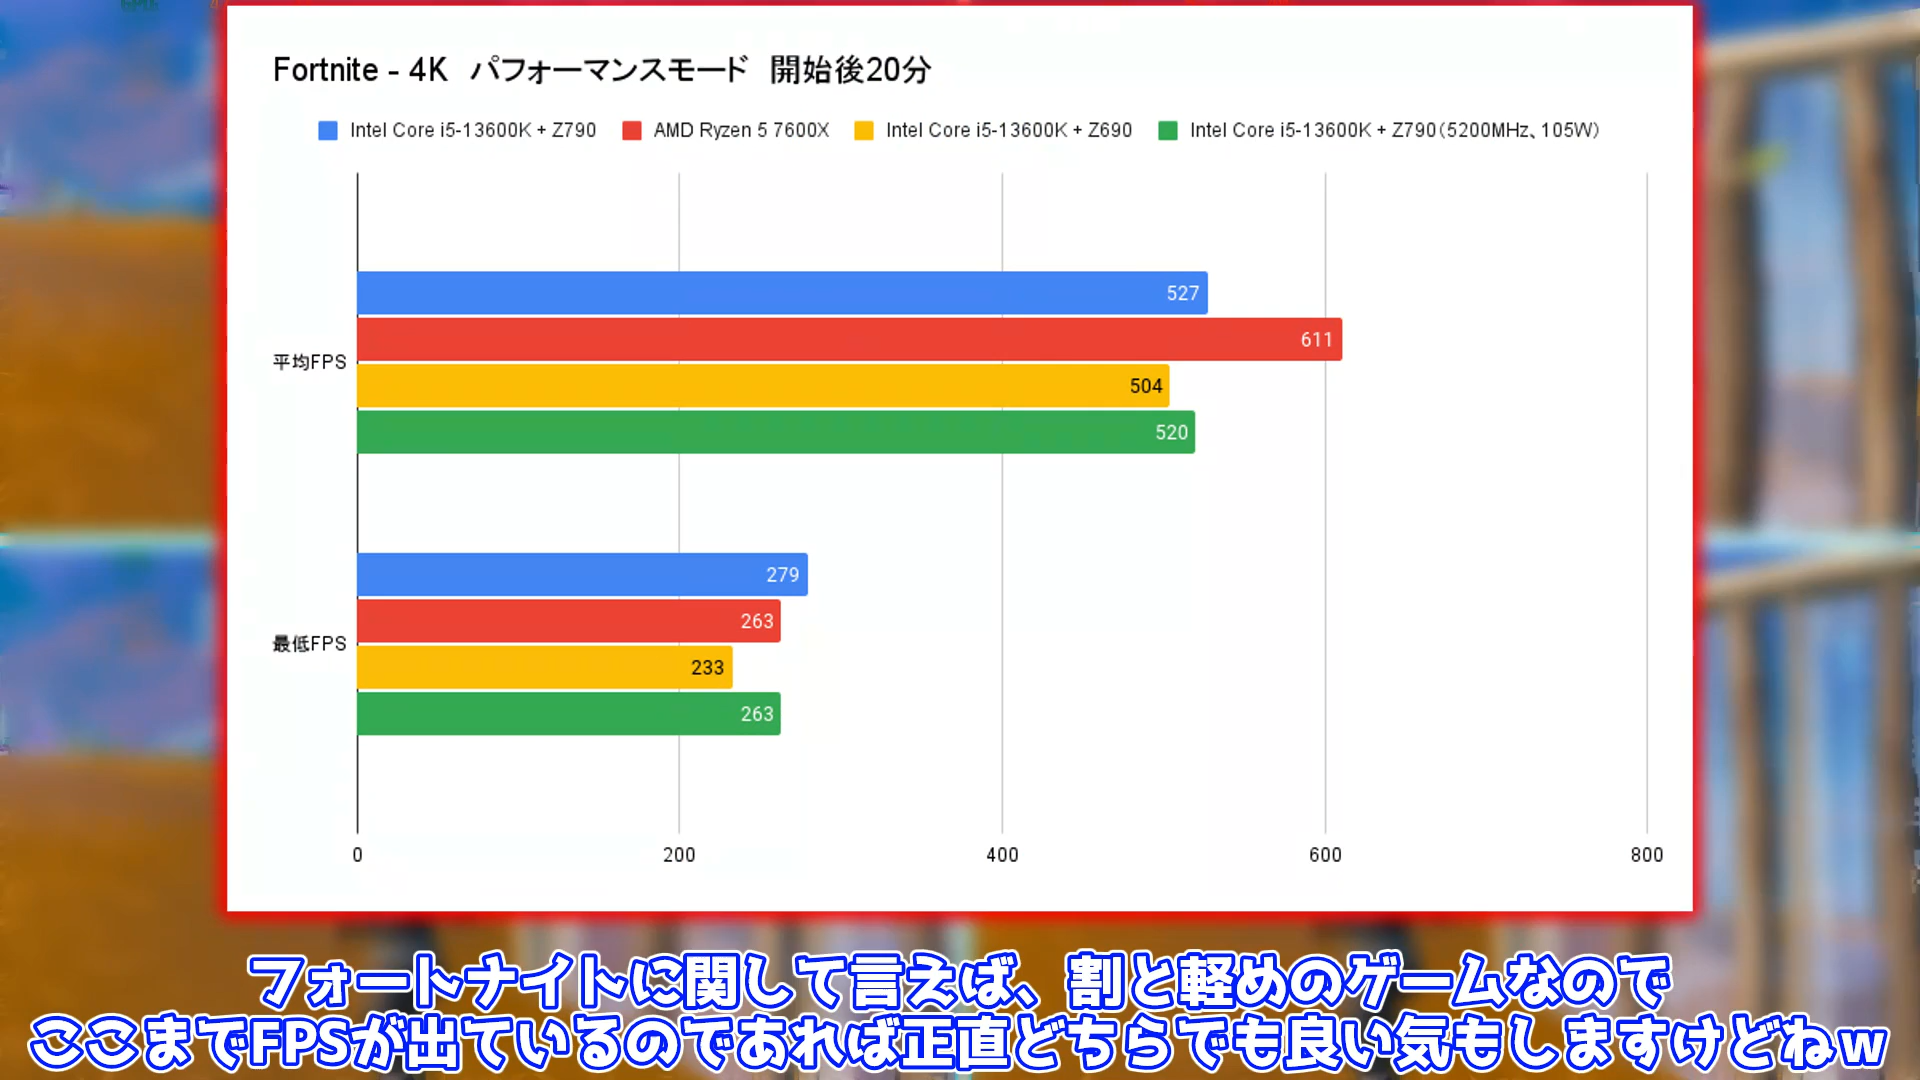 Fortnite - 4K　パフォーマンスモード　開始後20分
Intel Core i5-13600K + Z790 AMD Ryzen 5 7600X Intel Core i5-13600K + Z690 Intel Core i5-13600K + Z790（5200MHz、105W）
527
611
平均FPS
504
520
279
263
最低FPS
233
263
0 200 400 600 800
フォートナイトに関して言えば、割と軽めのゲームなので
ここまでFPSが出ているのであれば正直どちらでも良い気もしますけどねｗ